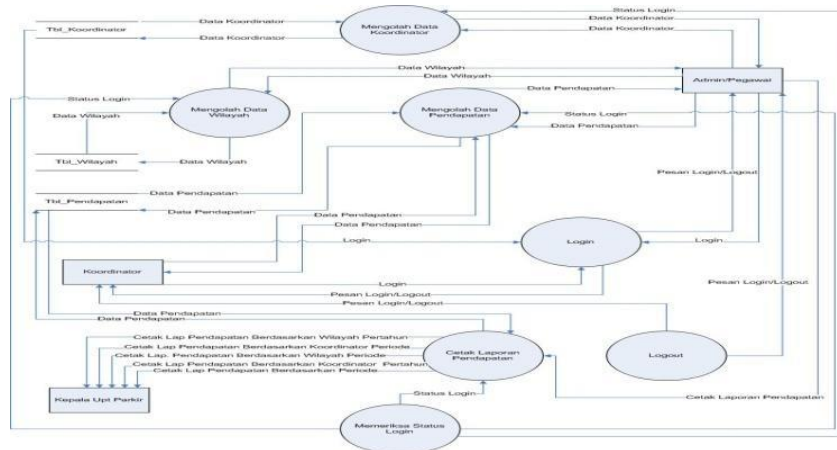 Status Login
Data Koordinator
Data Koordinator
Tbl_Koordinator
Mengolah Data
Koordinator
Data Koordinator
Data Koordinator
Data Wilayah
Data Wilayah
Admin/Pegawai
Data Pendapatan
Status Login
Mengolah Data
Wilayah
Mengolah Data
Pendapatan
Data Wilayah
Status Login
Data Pendapatan
Tbl_Wilayah
Data Wilayah
Pesan Login/Logout
Data Pendapatan
Tbl_Pendapatan
Data Pendapatan
Data Pendapatan
Data Pendapatan
Login
Login
Login
Koordinator
Login
Pesan Login/Logout
Pesan Login/Logout
Pesan Login/Logout
Data Pendapatan
Data Pendapatan
Cetak Lap Pendapatan Berdasarkan Wilayah Pertahun
Cetak Lap Pendapatan Berdasarkan Koordinator Periode
Cetak Lap. Pendapatan Berdasarkan Wilayah Periode
Cetak Lap Pendapatan Berdasarkan Koordinator Pertahun
Cetak Lap Pendapatan Berdasarkan Periode
Cetak Laporan
Pendapatan
Logout
Kepala Upt Parkir
Status Login
Cetak Laporan Pendapatan
Memeriksa Status
Login